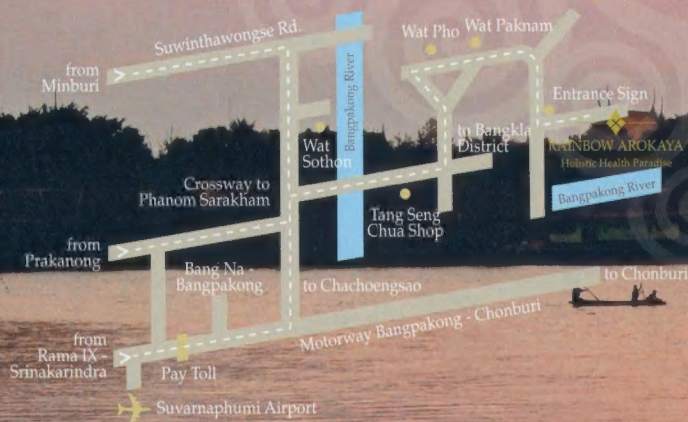 Suwinthawongse Rd.
Wat Pho
Wat Paknam
from
Minburi
Bangpakong River
Entrance Sign
Wat
Sothon
to Bangkla
District
RAINBOW AROKAYA
Holistic Health Paradise
Crossway to
Phanom Sarakham
Bangpakong River
Tang Seng
Chua Shop
from
Prakanong
Bang Na -
Bangpakong
to Chachoengsao
to Chonburi
Motorway Bangpakong - Chonburi
from
Rama IX -
Srinakarindra
Pay Toll
Suvarnaphumi Airport